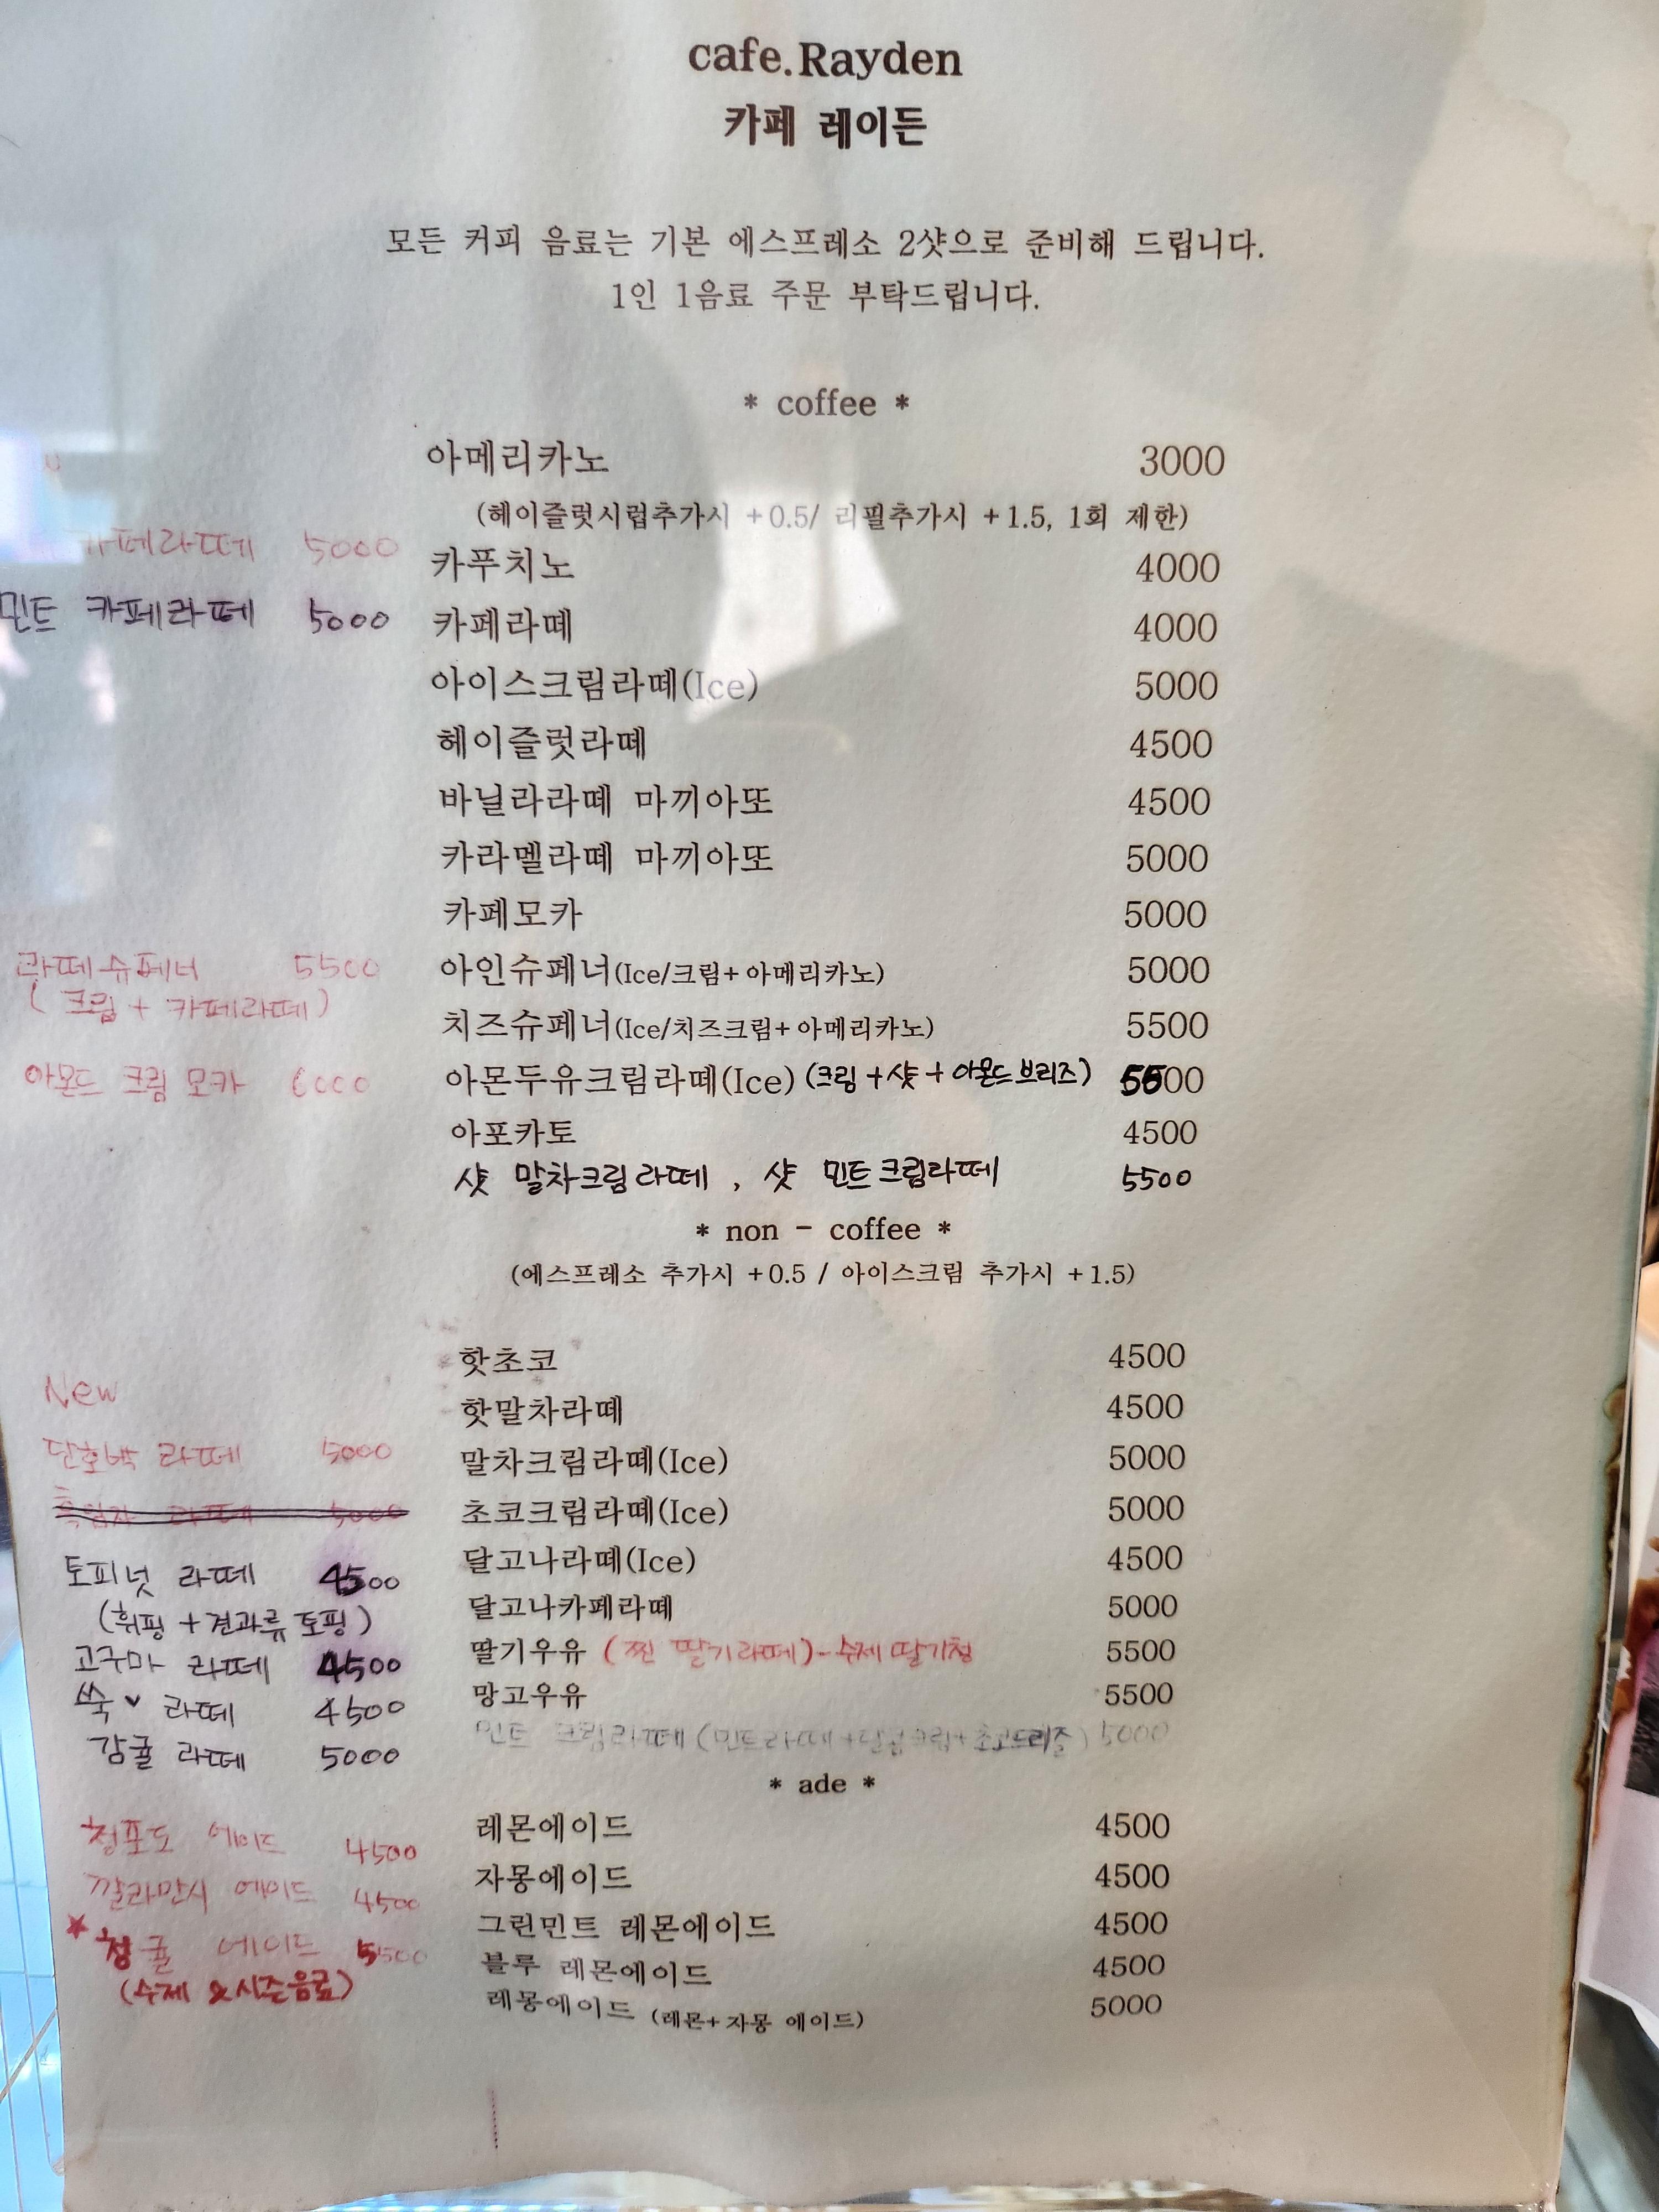 cafe.Rayden
카페 레이든
모든 커피 음료는 기본 에스프레소 2샷으로 준비해 드립니다.
1인 1음료 주문 부탁드립니다.
* coffee *
아메리카노 3000
(헤이즐럿시럽추가시 +0.5/ 리필추가시 +1.5, 1회 제한)
카페라떼 5000
카푸치노 4000
민트 카페라떼 5000
카페라떼 4000
아이스크림라떼(Ice) 5000
헤이즐럿라떼 4500
바닐라라떼 마끼아또 4500
카라멜라떼 마끼아또 5000
카페모카 5000
라떼슈페너 5500
(크림 + 카페라떼)
아인슈페너(Ice/크림+아메리카노) 5000
치즈슈페너(Ice/치즈크림+아메리카노) 5500
아몬드 크림 모카 6000
아몬두유크림라떼(Ice) (크림+샷+아몬드브리즈) 5500
아포카토 4500
샷 말차크림라떼, 샷 민트크림라떼 5500
* non - coffee *
(에스프레소 추가시 +0.5 / 아이스크림 추가시 +1.5)
핫초코 4500
New
핫말차라떼 4500
단호박 라떼 5000
말차크림라떼(Ice) 5000
흑임자 라떼 5000
초코크림라떼(Ice) 5000
토피넛 라떼 4500
(휘핑+견과류토핑)
달고나라떼(Ice) 4500
달고나카페라떼 5000
고구마 라떼 4500
딸기우유 (찐 딸기라떼)-수제 딸기청 5500
쑥 라떼 4500
망고우유 5500
감귤 라떼 5000
민트 크림라떼 (민트라떼+달콤크림+초코드리즐) 5000
* ade *
청포도 에이드 4500
레몬에이드 4500
깔라만시 에이드 4500
자몽에이드 4500
청귤 에이드 5500
(수제 & 시즌음료)
그린민트 레몬에이드 4500
블루 레몬에이드 4500
레몽에이드 (레몬+자몽 에이드) 5000